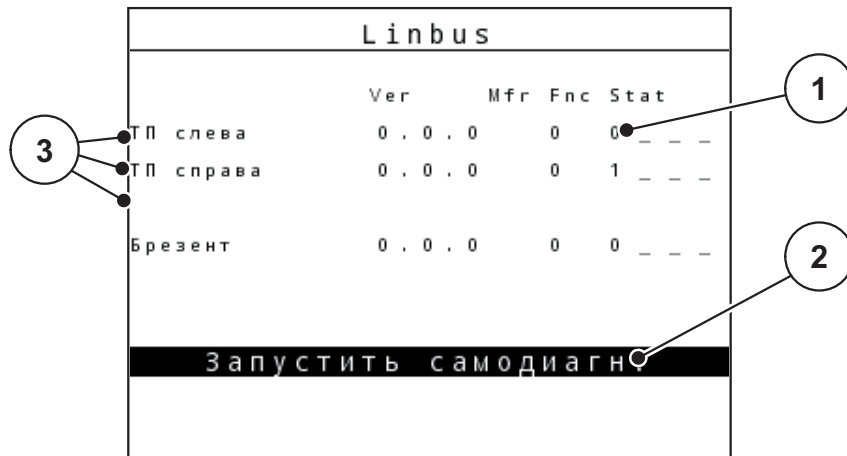 Linbus
Ver Mfr Fnc Stat
1
ТП слева 0.0.0 0 0 _ _ _
3
ТП справа 0.0.0 0 1 _ _ _
Брезент 0.0.0 0 0 _ _ _
2
Запустить самодиагн.